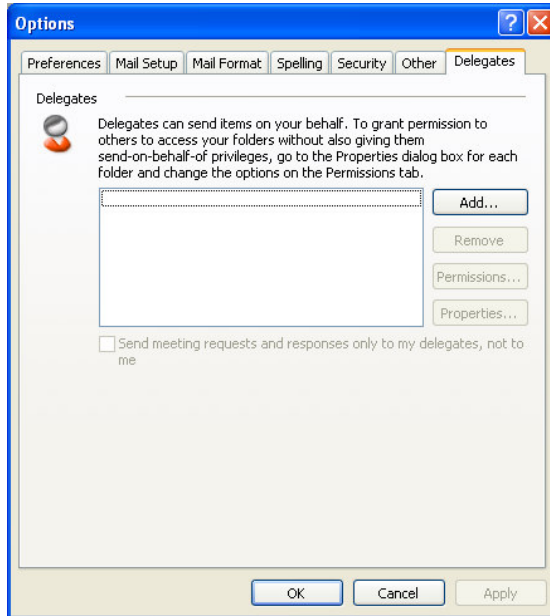 Options
Preferences Mail Setup Mail Format Spelling Security Other Delegates
Delegates
Delegates can send items on your behalf. To grant permission to
others to access your folders without also giving them
send-on-behalf-of privileges, go to the Properties dialog box for each
folder and change the options on the Permissions tab.
Add...
Remove
Permissions...
Properties...
Send meeting requests and responses only to my delegates, not to
me
OK Cancel Apply